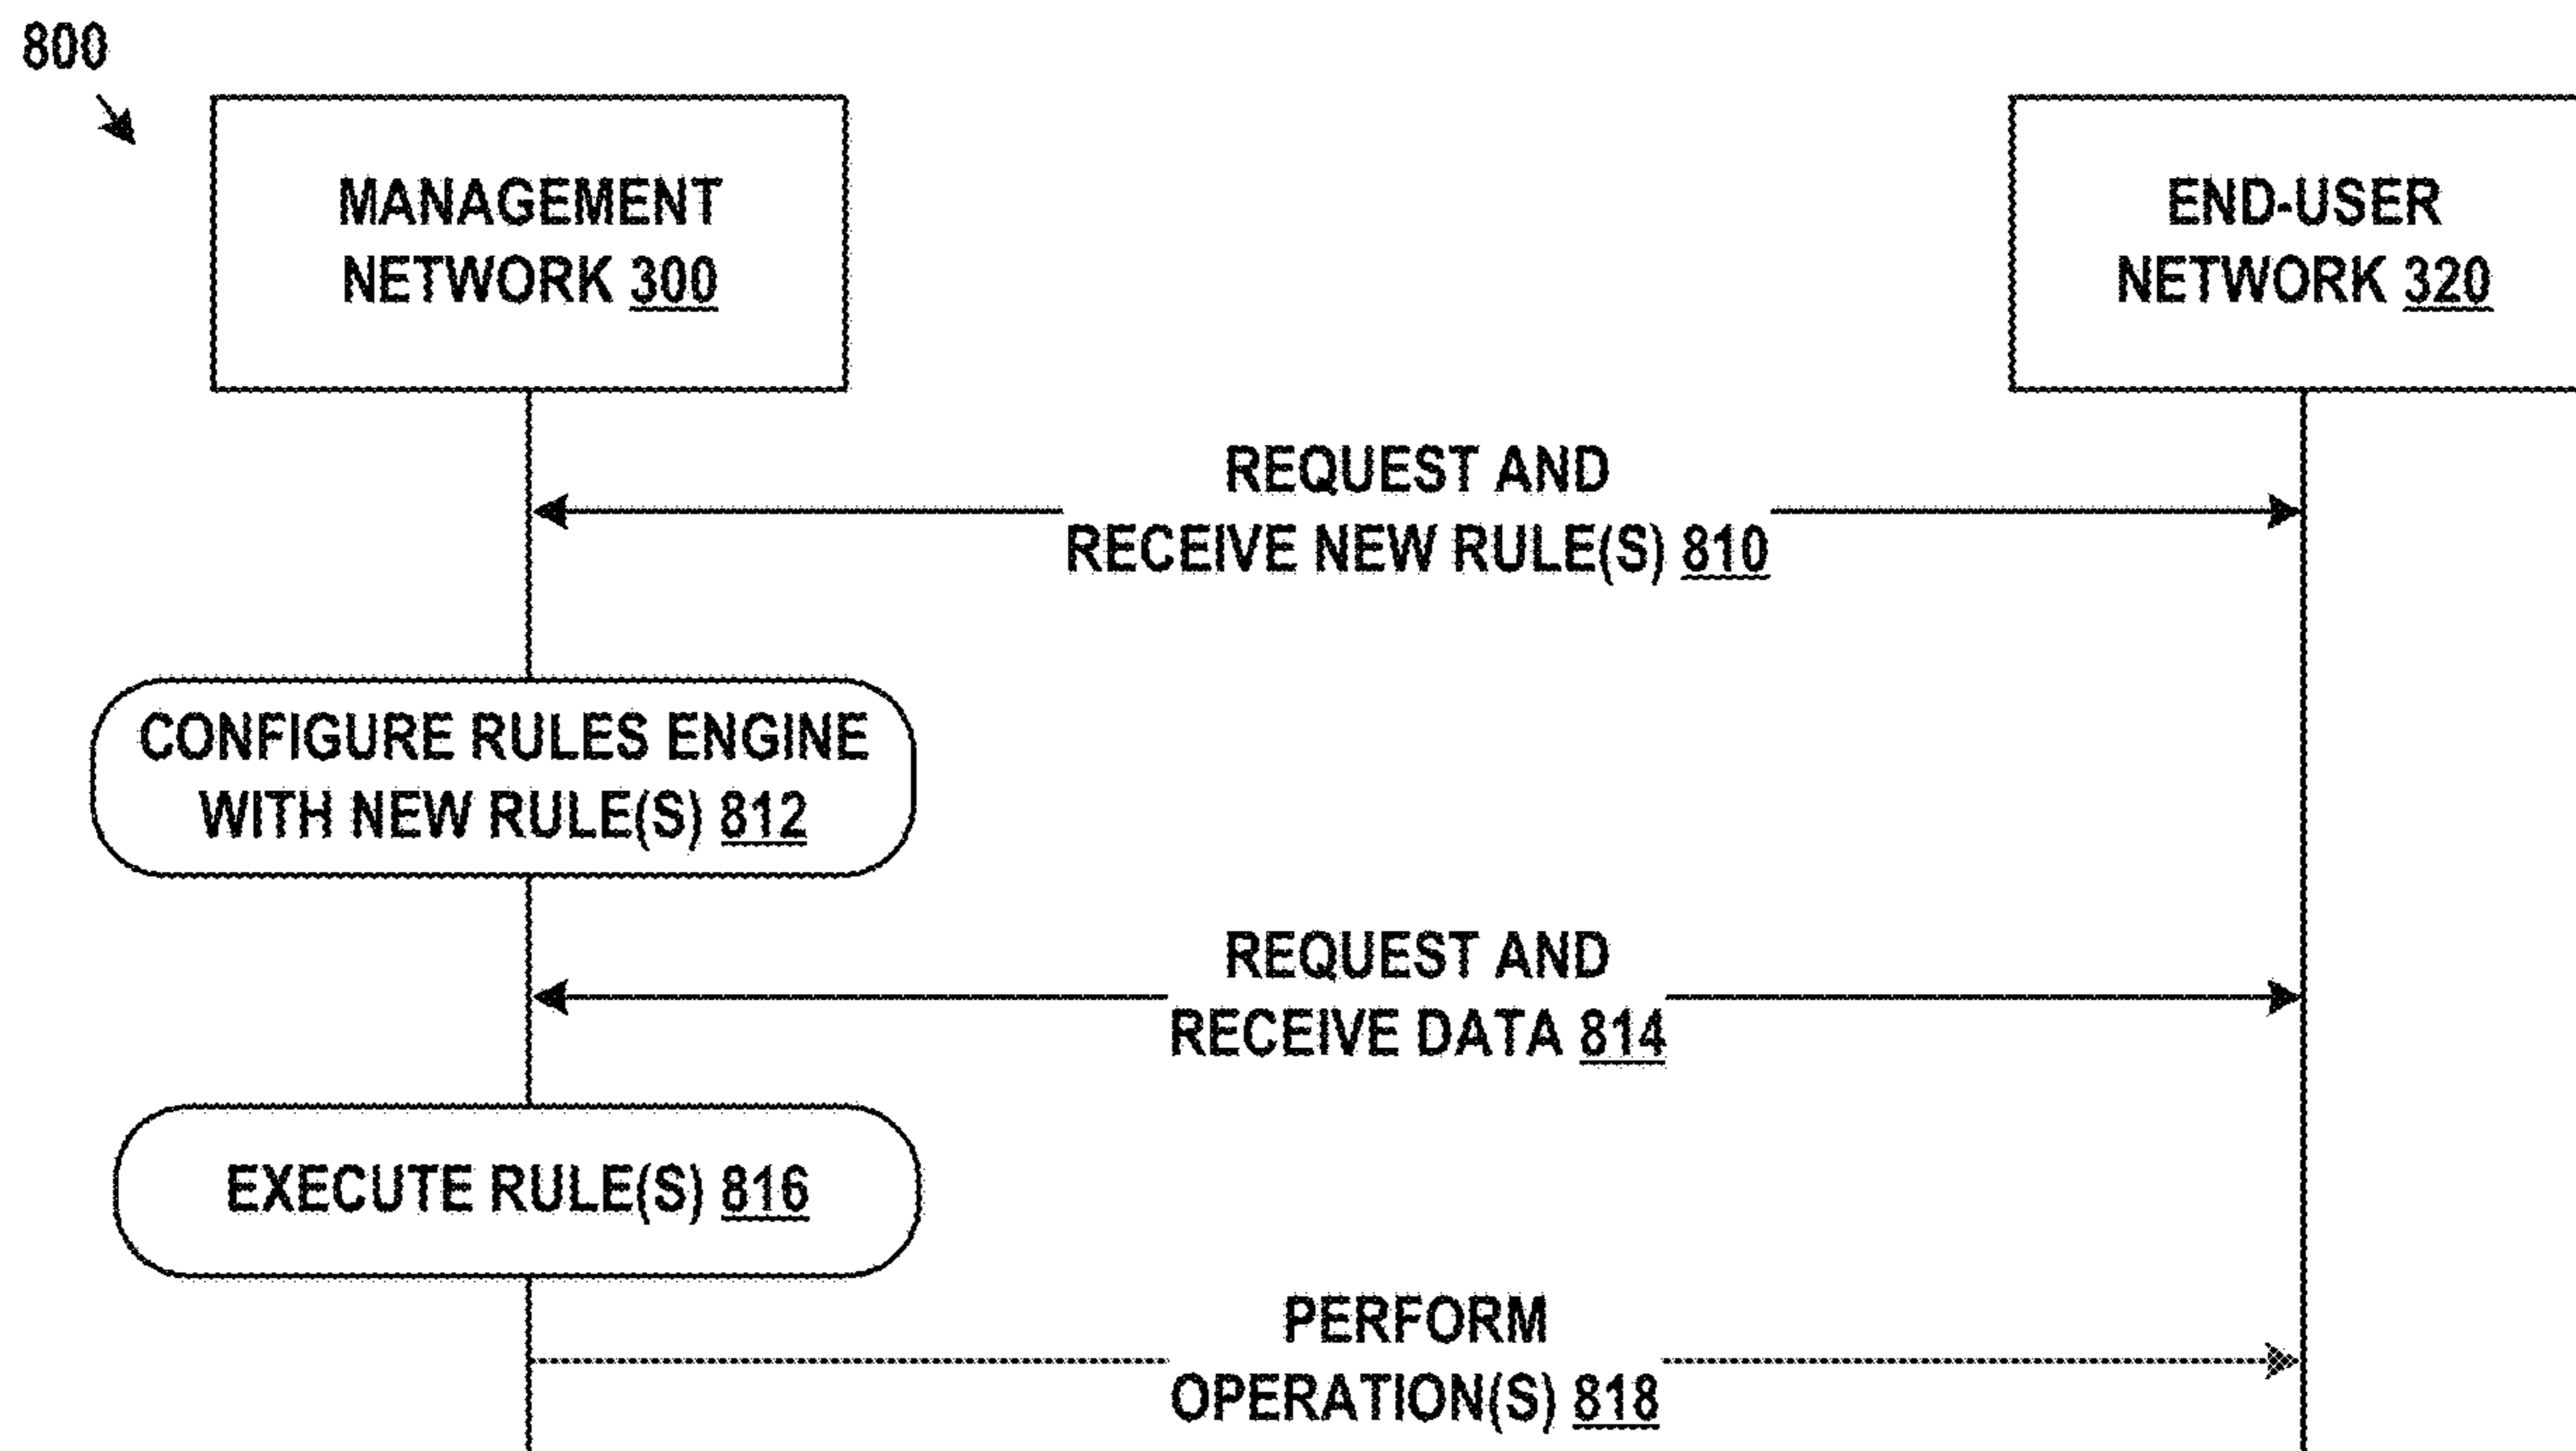 800
MANAGEMENT
NETWORK 300
END-USER
NETWORK 320
REQUEST AND
RECEIVE NEW RULE(S) 810
CONFIGURE RULES ENGINE
WITH NEW RULE(S) 812
REQUEST AND
RECEIVE DATA 814
EXECUTE RULE(S) 816
PERFORM
OPERATION(S) 818